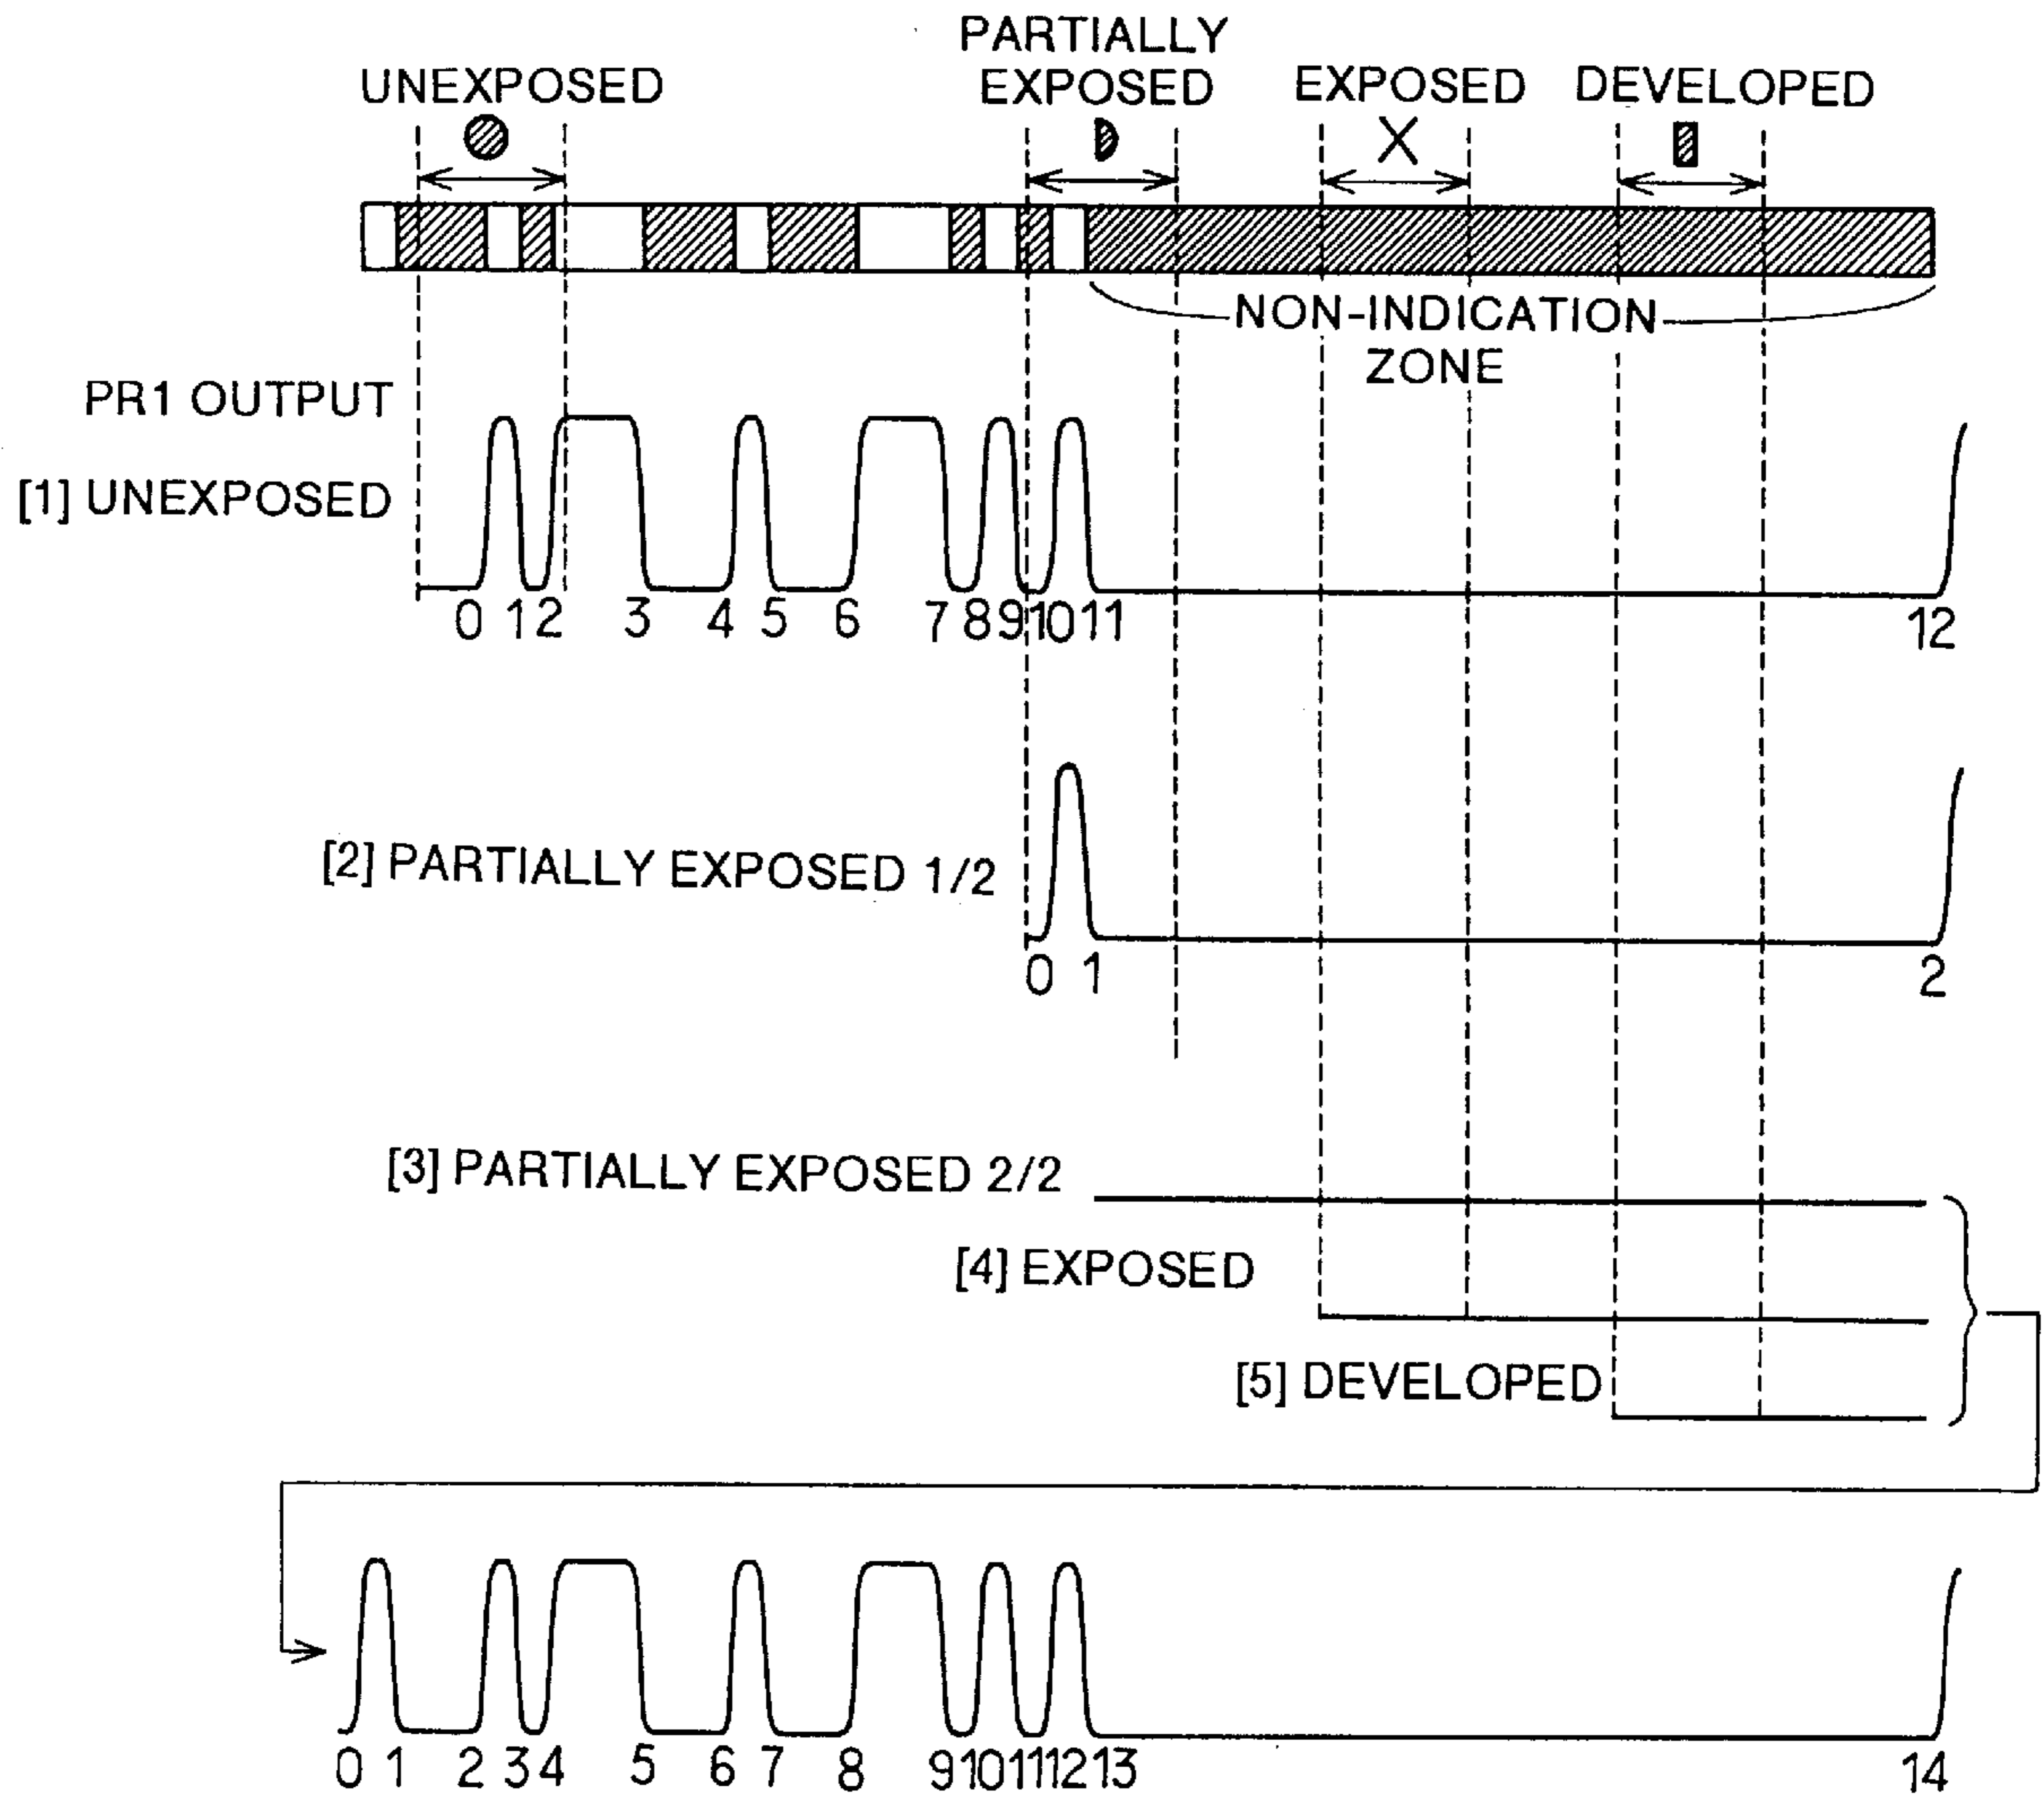 PARTIALLY
UNEXPOSED EXPOSED EXPOSED DEVELOPED
NON-INDICATION
ZONE
PR1 OUTPUT
[1] UNEXPOSED
0 1 2 3 4 5 6 7 8 9 10 11 12
[2] PARTIALLY EXPOSED 1/2
0 1 2
[3] PARTIALLY EXPOSED 2/2
[4] EXPOSED
[5] DEVELOPED
0 1 2 3 4 5 6 7 8 9 10 11 12 13 14